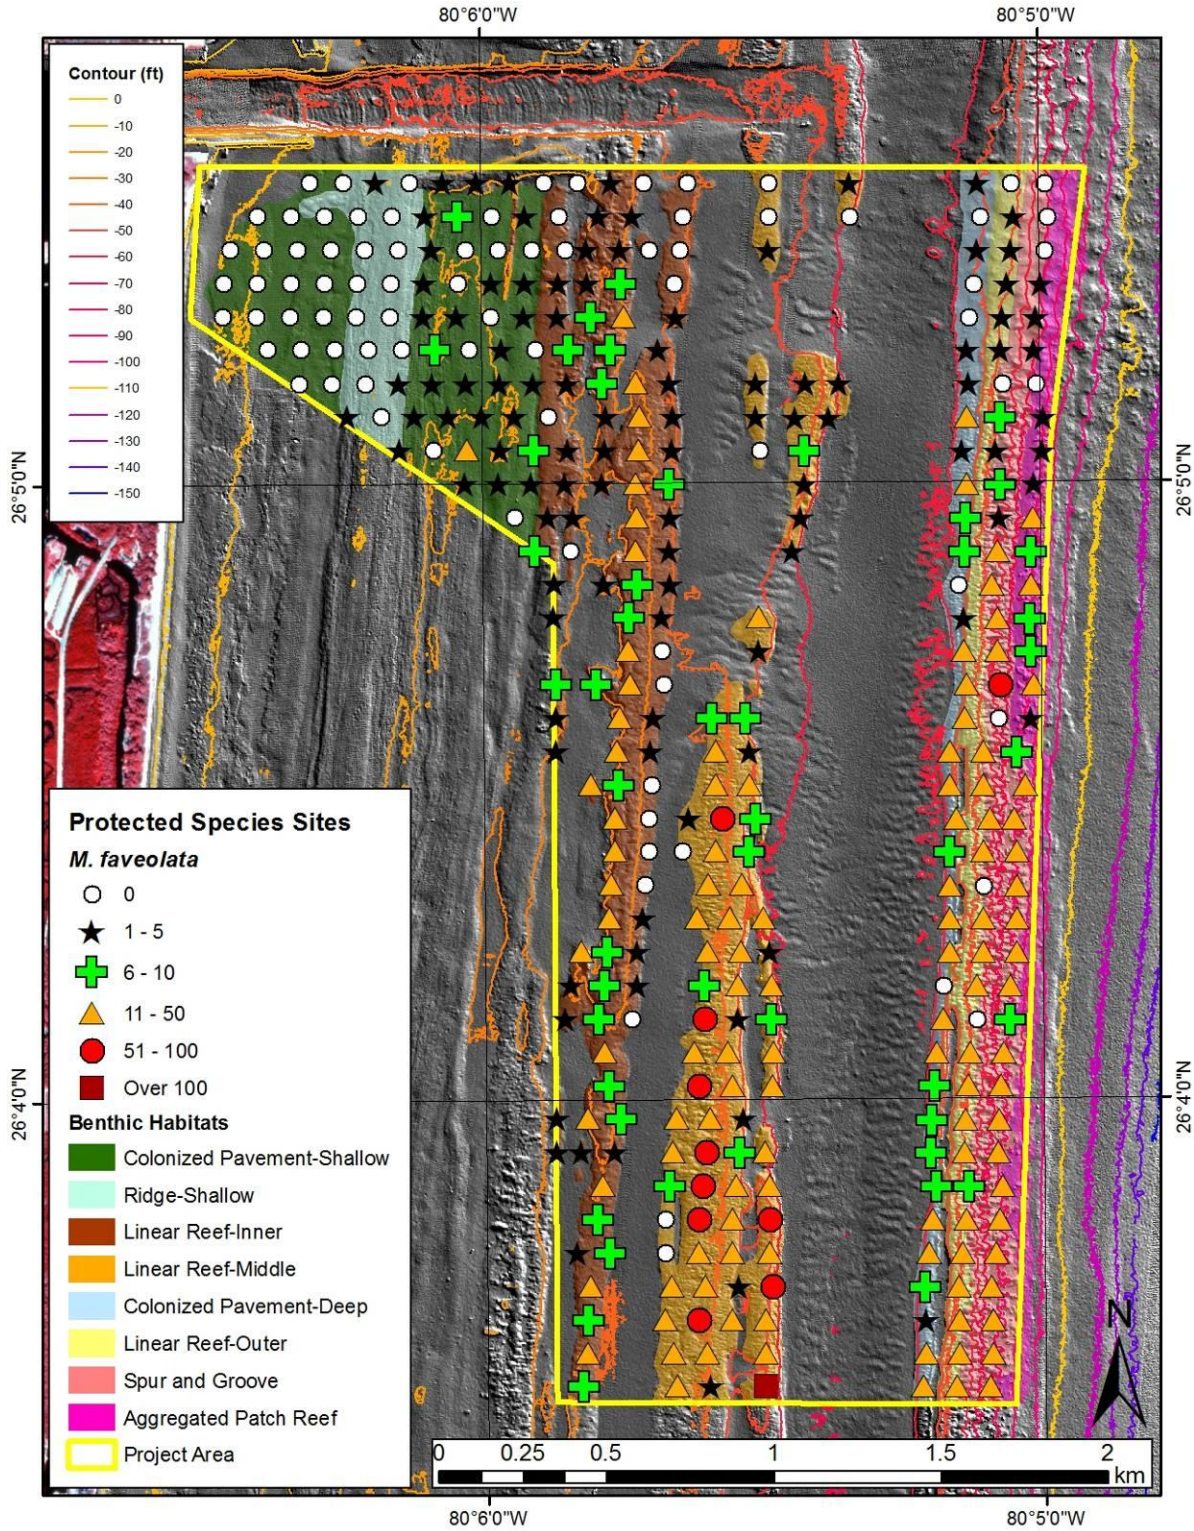 80°6'0"W
80°5'0"W
Contour (ft)
0
-10
-20
-30
-40
-50
-60
-70
-80
-90
-100
-110
-120
-130
-140
-150
26°5'0"N
26°5'0"N
Protected Species Sites
M. faveolata
0
1 - 5
6 - 10
11 - 50
51 - 100
Over 100
Benthic Habitats
Colonized Pavement-Shallow
Ridge-Shallow
Linear Reef-Inner
Linear Reef-Middle
Colonized Pavement-Deep
Linear Reef-Outer
Spur and Groove
Aggregated Patch Reef
Project Area
26°4'0"N
26°4'0"N
N
0 0.25 0.5 1 1.5 2
km
80°6'0"W
80°5'0"W